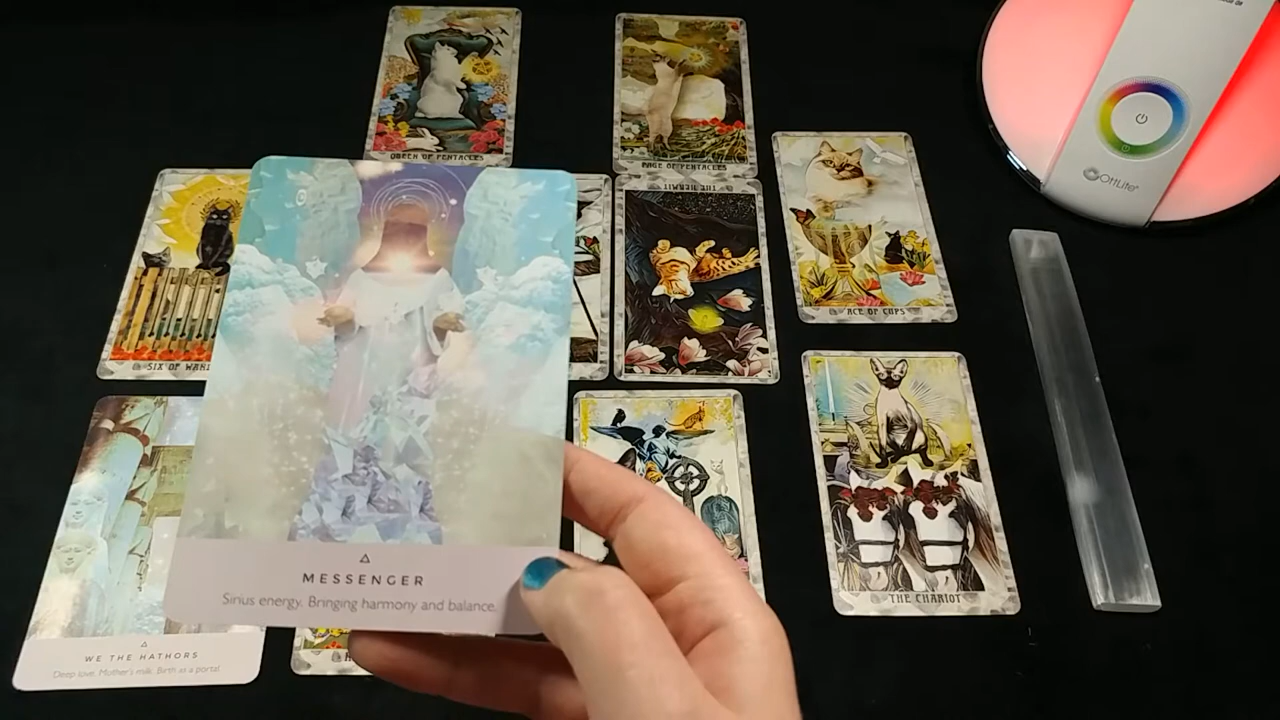 QUEEN OF PENTACLES
PAGE OF PENTACLES
THE HERMIT
ACE OF CUPS
SIX OF WAN
THE CHARIOT
MESSENGER
Sirius energy. Bringing harmony and balance.
WE THE HATHORS
Deep love. Mother's milk. Birth as a portal.
OttLite